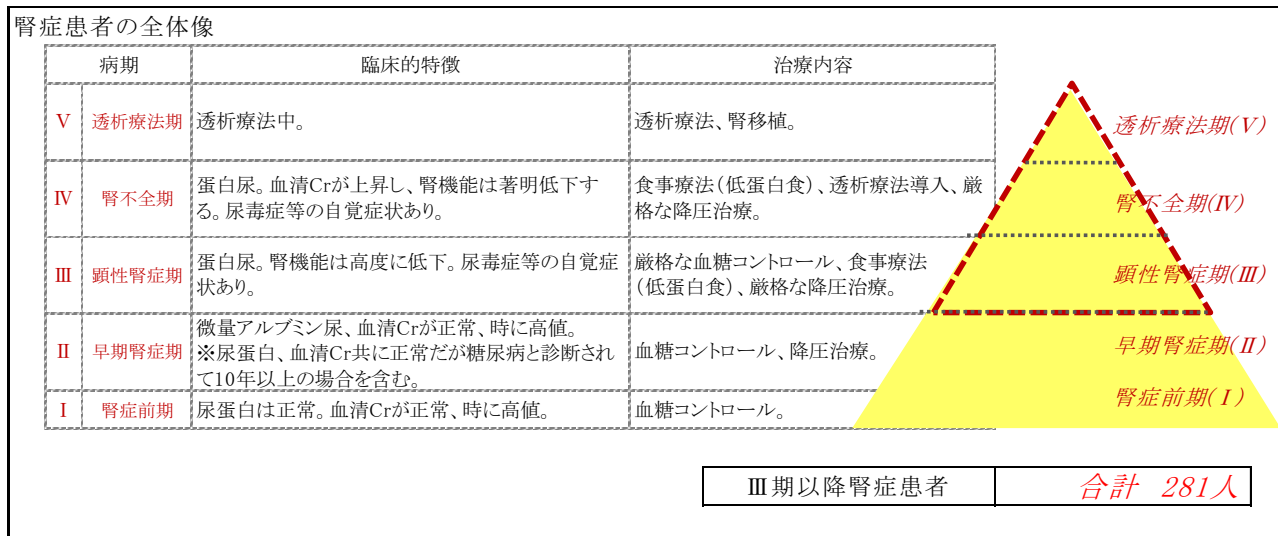 腎症患者の全体像
病期 臨床的特徴 治療内容
Ⅴ 透析療法期 透析療法中。 透析療法、腎移植。
Ⅳ 腎不全期 蛋白尿。血清Crが上昇し、腎機能は著明低下す
る。尿毒症等の自覚症状あり。 食事療法(低蛋白食)、透析療法導入、厳
格な降圧治療。
Ⅲ 顕性腎症期 蛋白尿。腎機能は高度に低下。尿毒症等の自覚症
状あり。 厳格な血糖コントロール、食事療法
(低蛋白食)、厳格な降圧治療。
Ⅱ 早期腎症期 微量アルブミン尿、血清Crが正常、時に高値。
※尿蛋白、血清Cr共に正常だが糖尿病と診断され
て10年以上の場合を含む。 血糖コントロール、降圧治療。
Ⅰ 腎症前期 尿蛋白は正常。血清Crが正常、時に高値。 血糖コントロール。
透析療法期(Ⅴ)
腎不全期(Ⅳ)
顕性腎症期(Ⅲ)
早期腎症期(Ⅱ)
腎症前期(Ⅰ)
Ⅲ期以降腎症患者 合計 281人